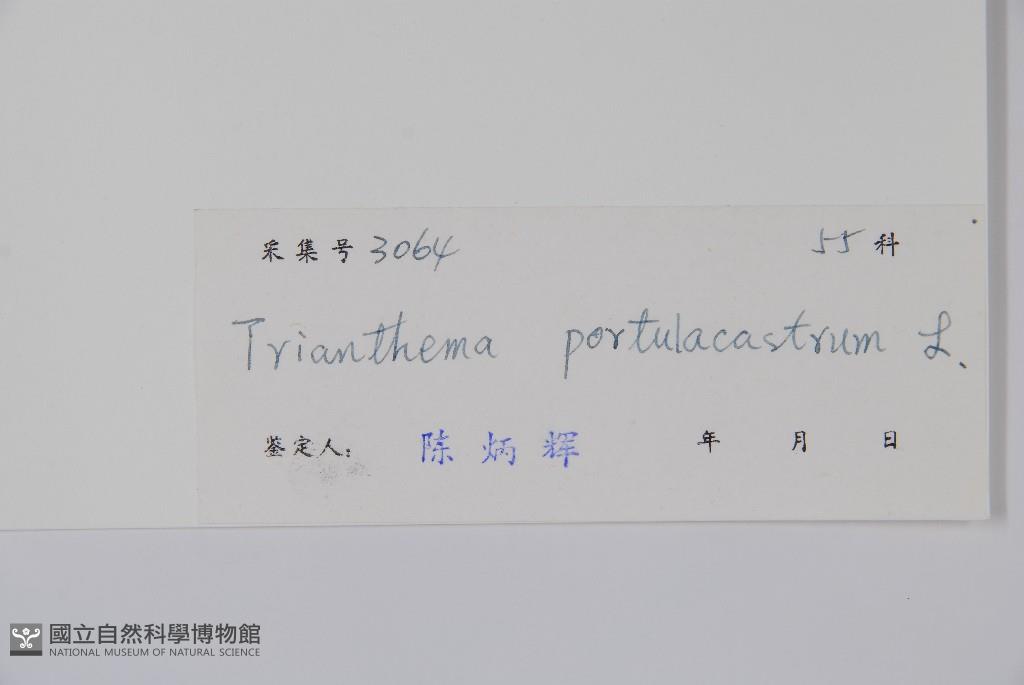 采集号 3064 55 科
Trianthema portulacastrum L.
鉴定人: 陈炳辉 年 月 日
國立自然科學博物館
NATIONAL MUSEUM OF NATURAL SCIENCE